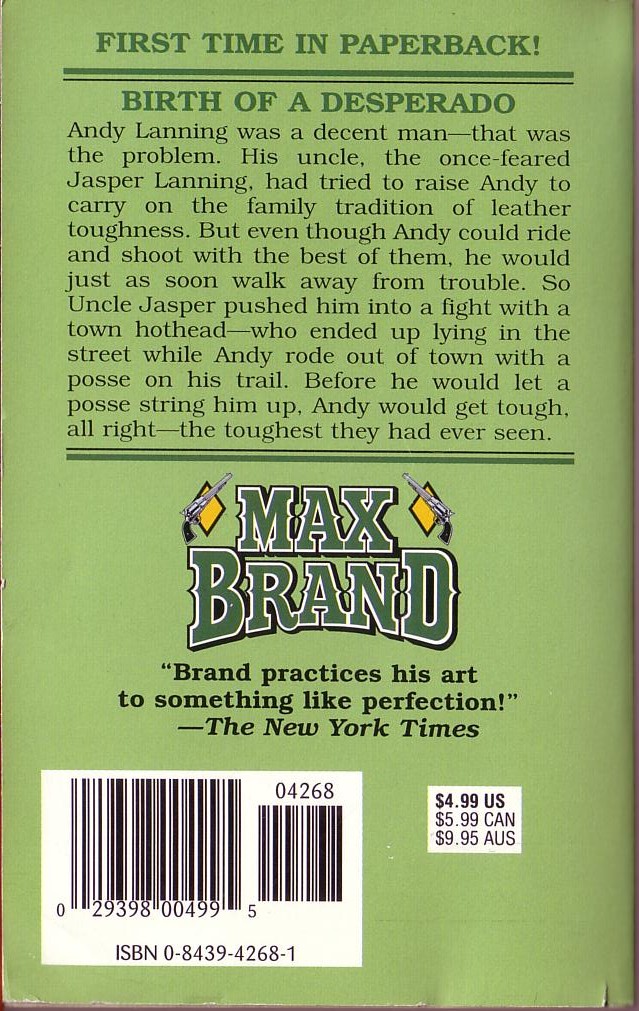 FIRST TIME IN PAPERBACK!
BIRTH OF A DESPERADO
Andy Lanning was a decent man—that was
the problem. His uncle, the once-feared
Jasper Lanning, had tried to raise Andy to
carry on the family tradition of leather
toughness. But even though Andy could ride
and shoot with the best of them, he would
just as soon walk away from trouble. So
Uncle Jasper pushed him into a fight with a
town hothead—who ended up lying in the
street while Andy rode out of town with a
posse on his trail. Before he would let a
posse string him up, Andy would get tough,
all right—the toughest they had ever seen.
MAX
BRAND
"Brand practices his art
to something like perfection!"
—The New York Times
04268
$4.99 US
$5.99 CAN
$9.95 AUS
0 29398 00499 5
ISBN 0-8439-4268-1